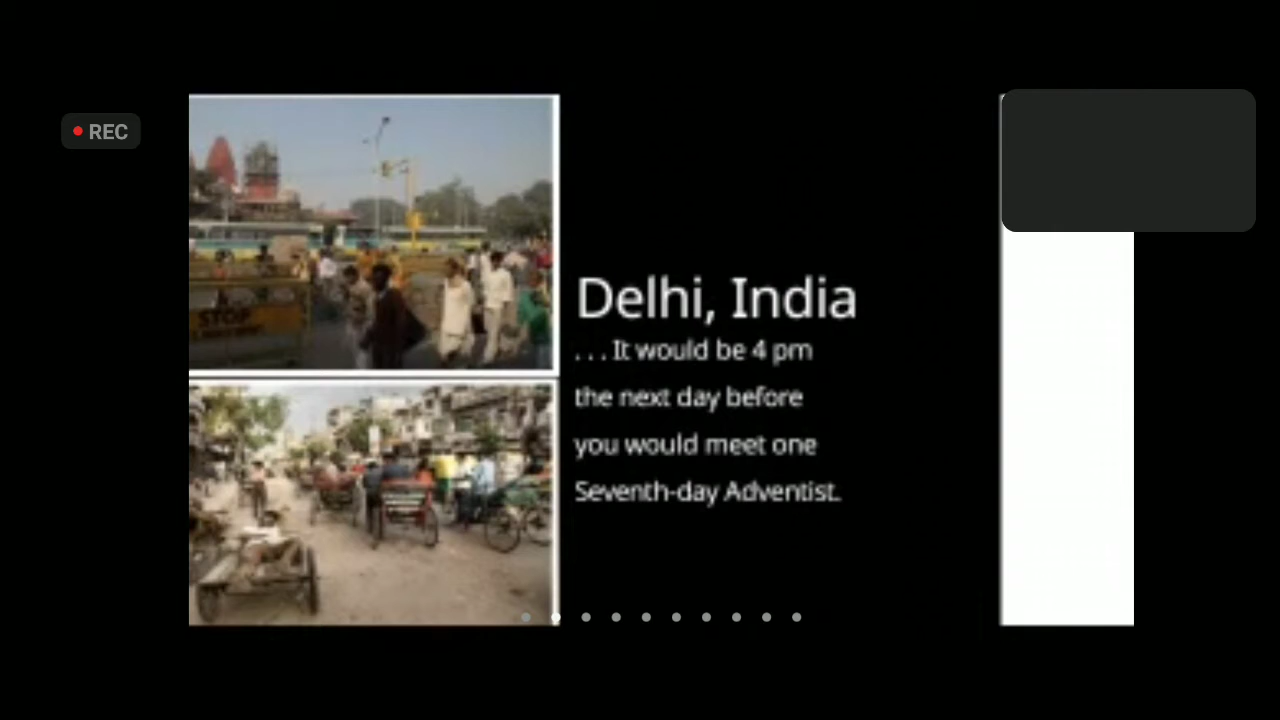 REC
STOP
Delhi, India
. . . It would be 4 pm
the next day before
you would meet one
Seventh-day Adventist.